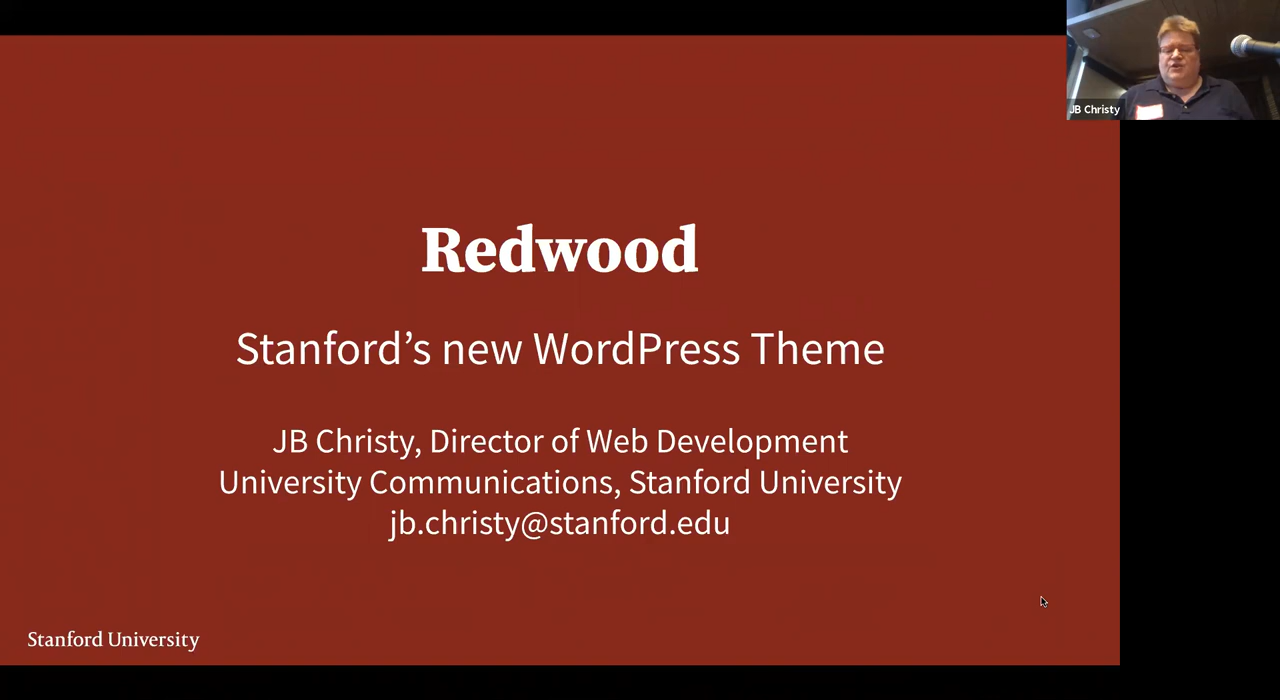 JB Christy
Redwood
Stanford’s new WordPress Theme
JB Christy, Director of Web Development
University Communications, Stanford University
jb.christy@stanford.edu
Stanford University